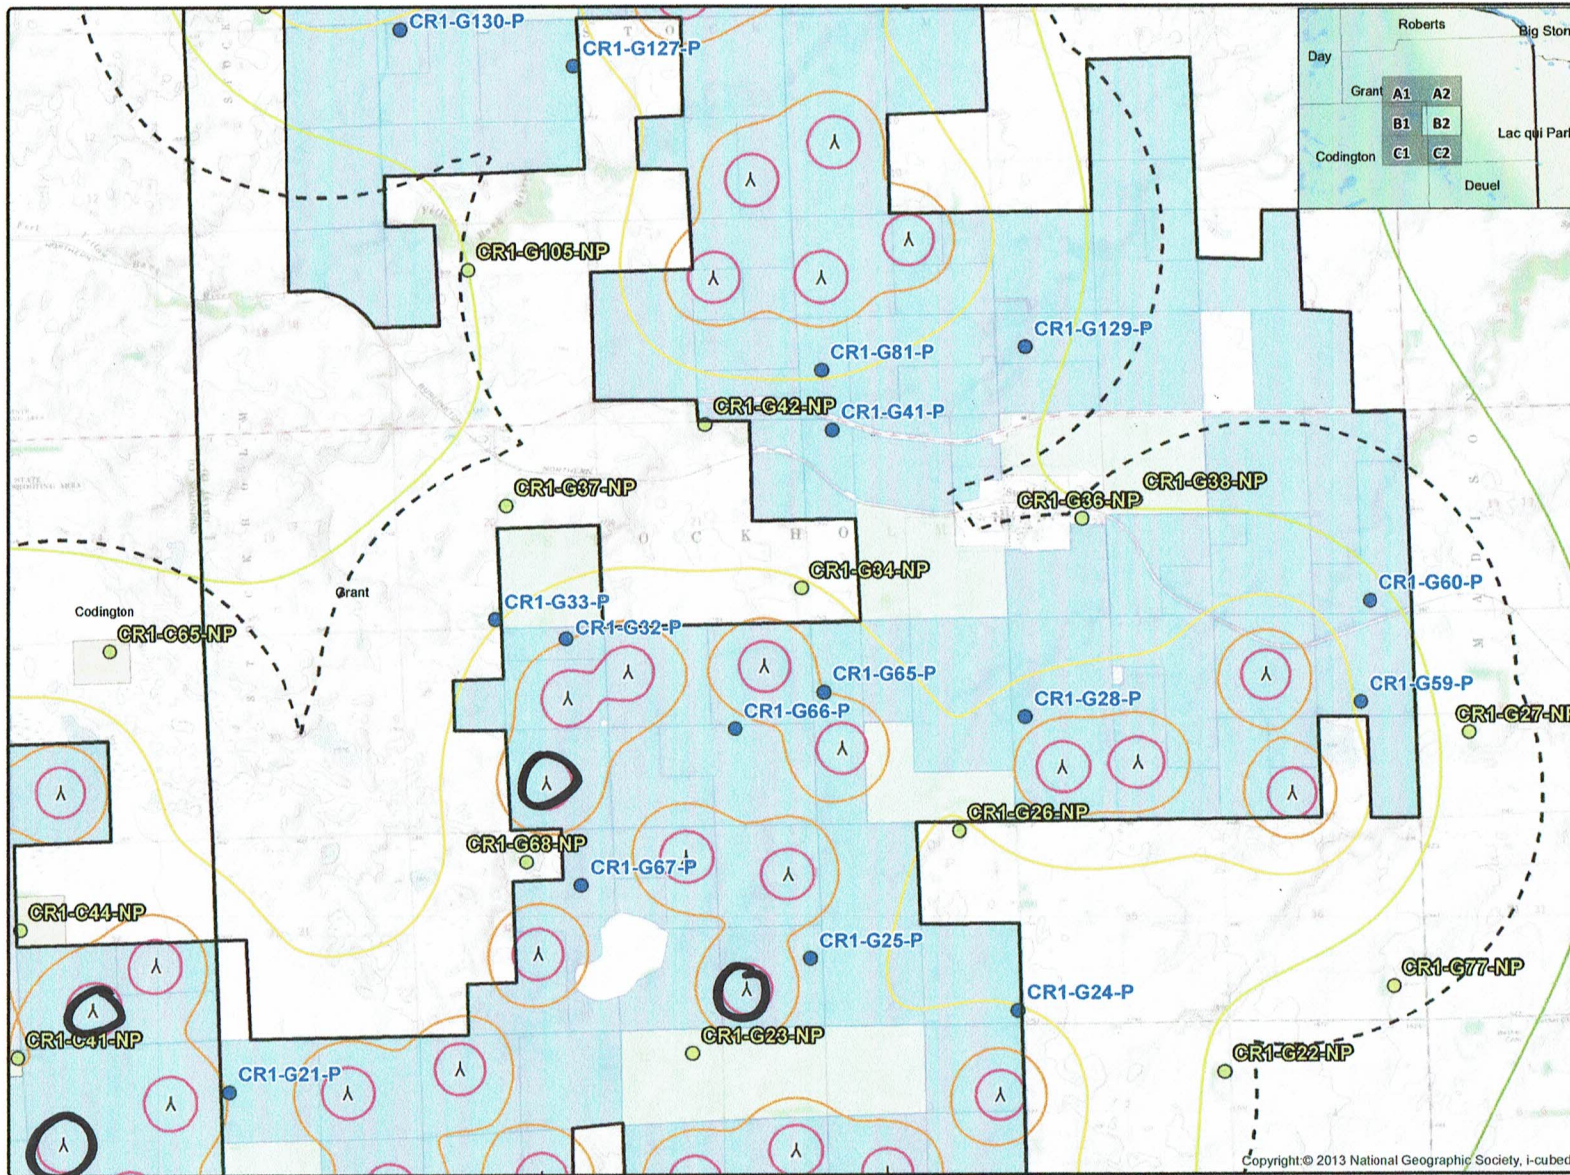 CR1-G130-P
CR1-G127-P
Roberts
Big Ston
Day
Grant
A1 A2
B1 B2
C1 C2
Lac qui Parl
Codington
Deuel
CR1-G105-NP
CR1-G129-P
CR1-G81-P
CR1-G42-NP
CR1-G41-P
CR1-G37-NP
CR1-G38-NP
CR1-G36-NP
O C K H O L M
CR1-G34-NP
Grant
Codington
CR1-G33-P
CR1-G60-P
CR1-C65-NP
CR1-G32-P
CR1-G65-P
CR1-G59-P
CR1-G28-P
CR1-G66-P
CR1-G27-NP
CR1-G26-NP
CR1-G68-NP
CR1-G67-P
CR1-C44-NP
CR1-G25-P
CR1-G77-NP
CR1-G24-P
CR1-G23-NP
CR1-C41-NP
CR1-G22-NP
CR1-G21-P
Copyright:© 2013 National Geographic Society, i-cubed